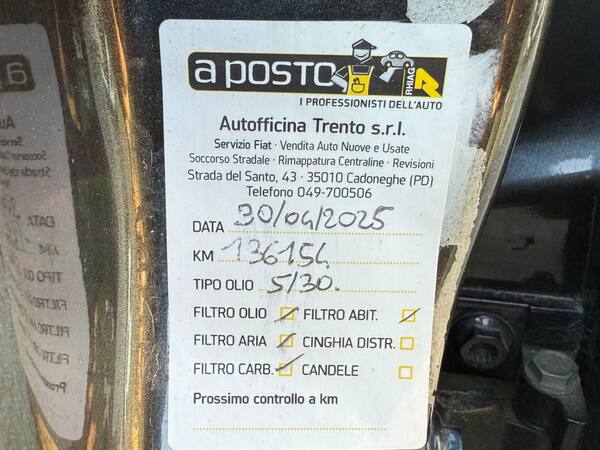 a posto
RHIAG
I PROFESSIONISTI DELL'AUTO
Autofficina Trento s.r.l.
Servizio Fiat · Vendita Auto Nuove e Usate
Soccorso Stradale · Rimappatura Centraline · Revisioni
Strada del Santo, 43 · 35010 Cadoneghe (PD)
Telefono 049-700506
DATA 30/04/2025
KM 136154
TIPO OLIO 5/30.
FILTRO OLIO FILTRO ABIT.
FILTRO ARIA CINGHIA DISTR.
FILTRO CARB. CANDELE
Prossimo controllo a km